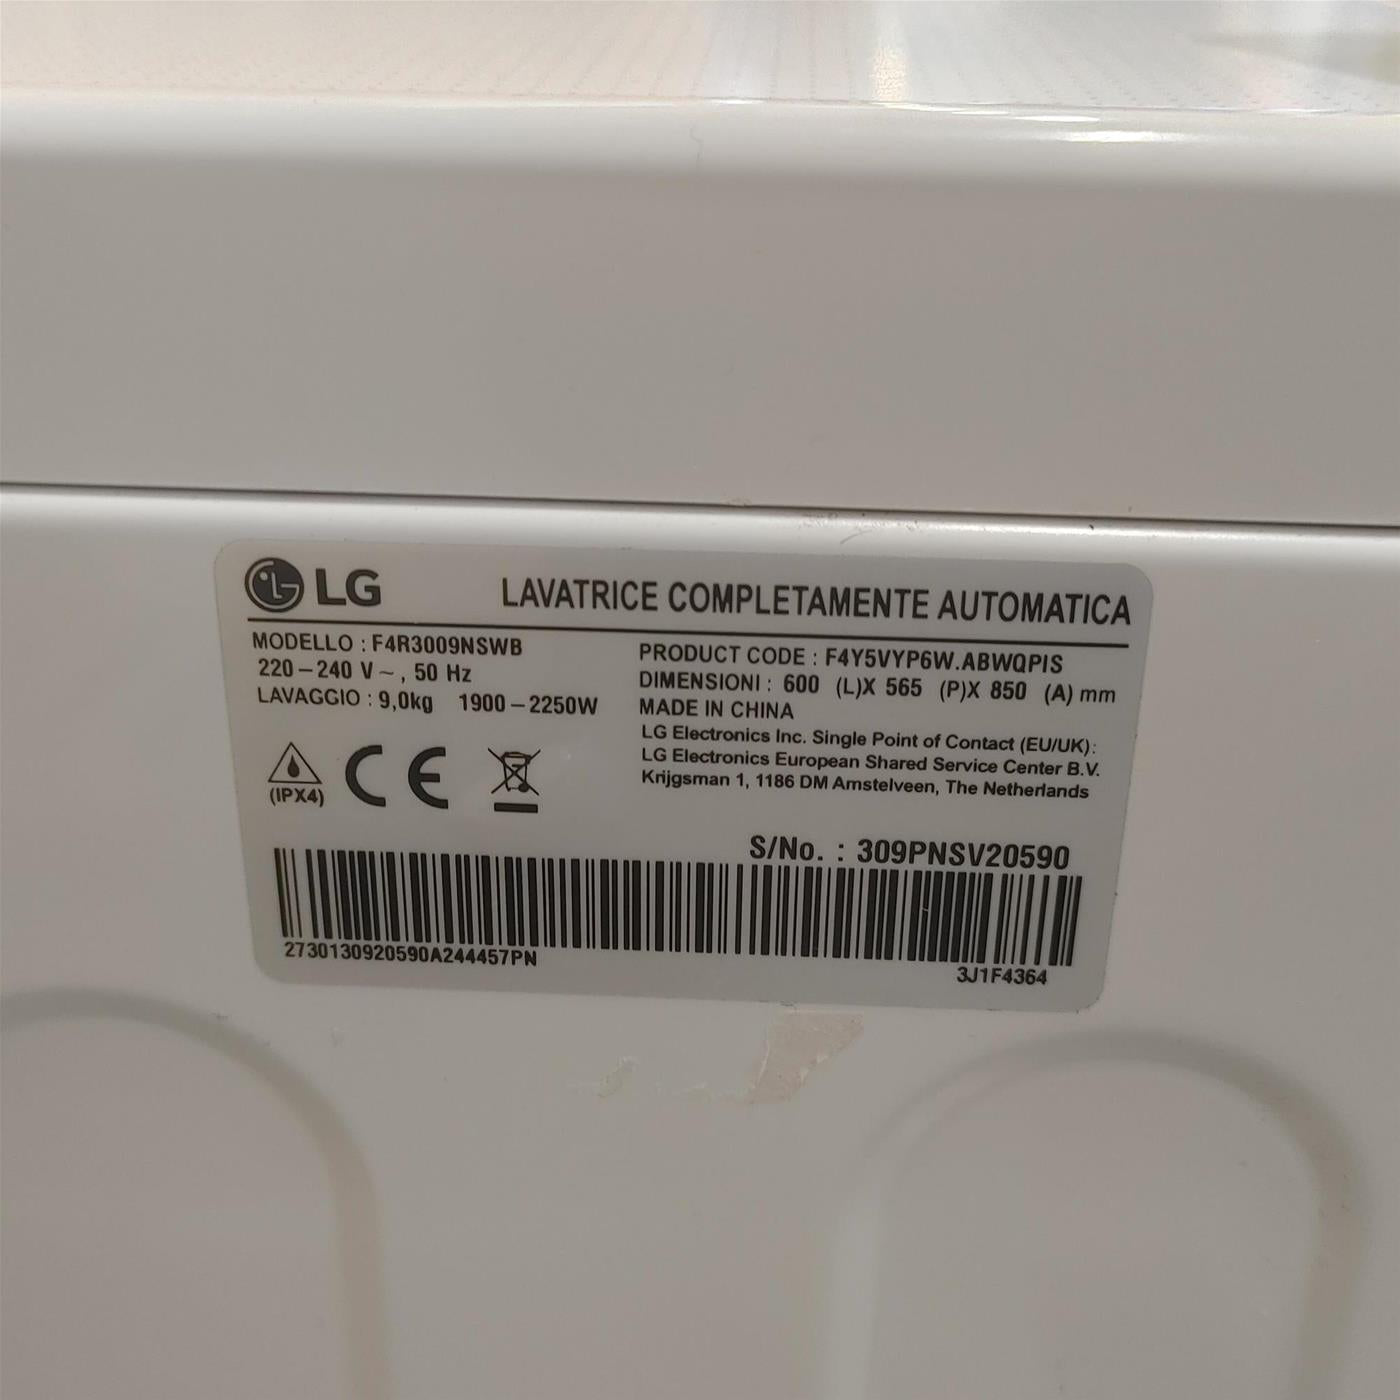 LG LAVATRICE COMPLETAMENTE AUTOMATICA
MODELLO : F4R3009NSWB
220-240 V~, 50 Hz
LAVAGGIO : 9,0kg 1900-2250W
PRODUCT CODE : F4Y5VYP6W.ABWQPIS
DIMENSIONI : 600 (L)X 565 (P)X 850 (A) mm
MADE IN CHINA
LG Electronics Inc. Single Point of Contact (EU/UK):
LG Electronics European Shared Service Center B.V.
Krijgsman 1, 1186 DM Amstelveen, The Netherlands
(IPX4) CE
S/No. : 309PNSV20590
2730130920590A244457PN
3J1F4364